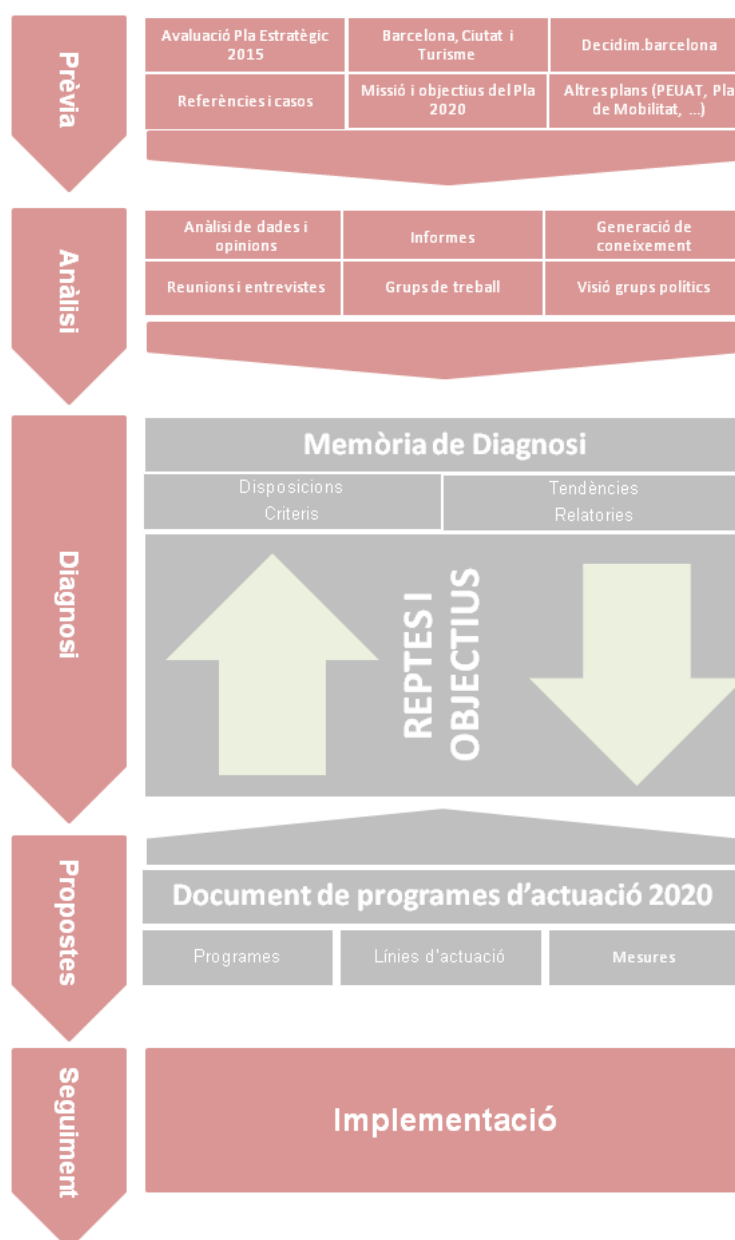 Prèvia
Avaluació Pla Estratègic
2015
Barcelona, Ciutat i
Turisme
Decidim.barcelona
Referències i casos
Missió i objectius del Pla
2020
Altres plans (PEUAT, Pla
de Mobilitat, ...)
Anàlisi
Anàlisi de dades i
opinions
Informes
Generació de
coneixement
Reunions i entrevistes
Grups de treball
Visió grups polítics
Diagnosi
Memòria de Diagnosi
Disposicions
Criteris
Tendències
Relatories
REPTES I
OBJECTIUS
Propostes
Document de programes d’actuació 2020
Programes
Línies d'actuació
Mesures
Seguiment
Implementació